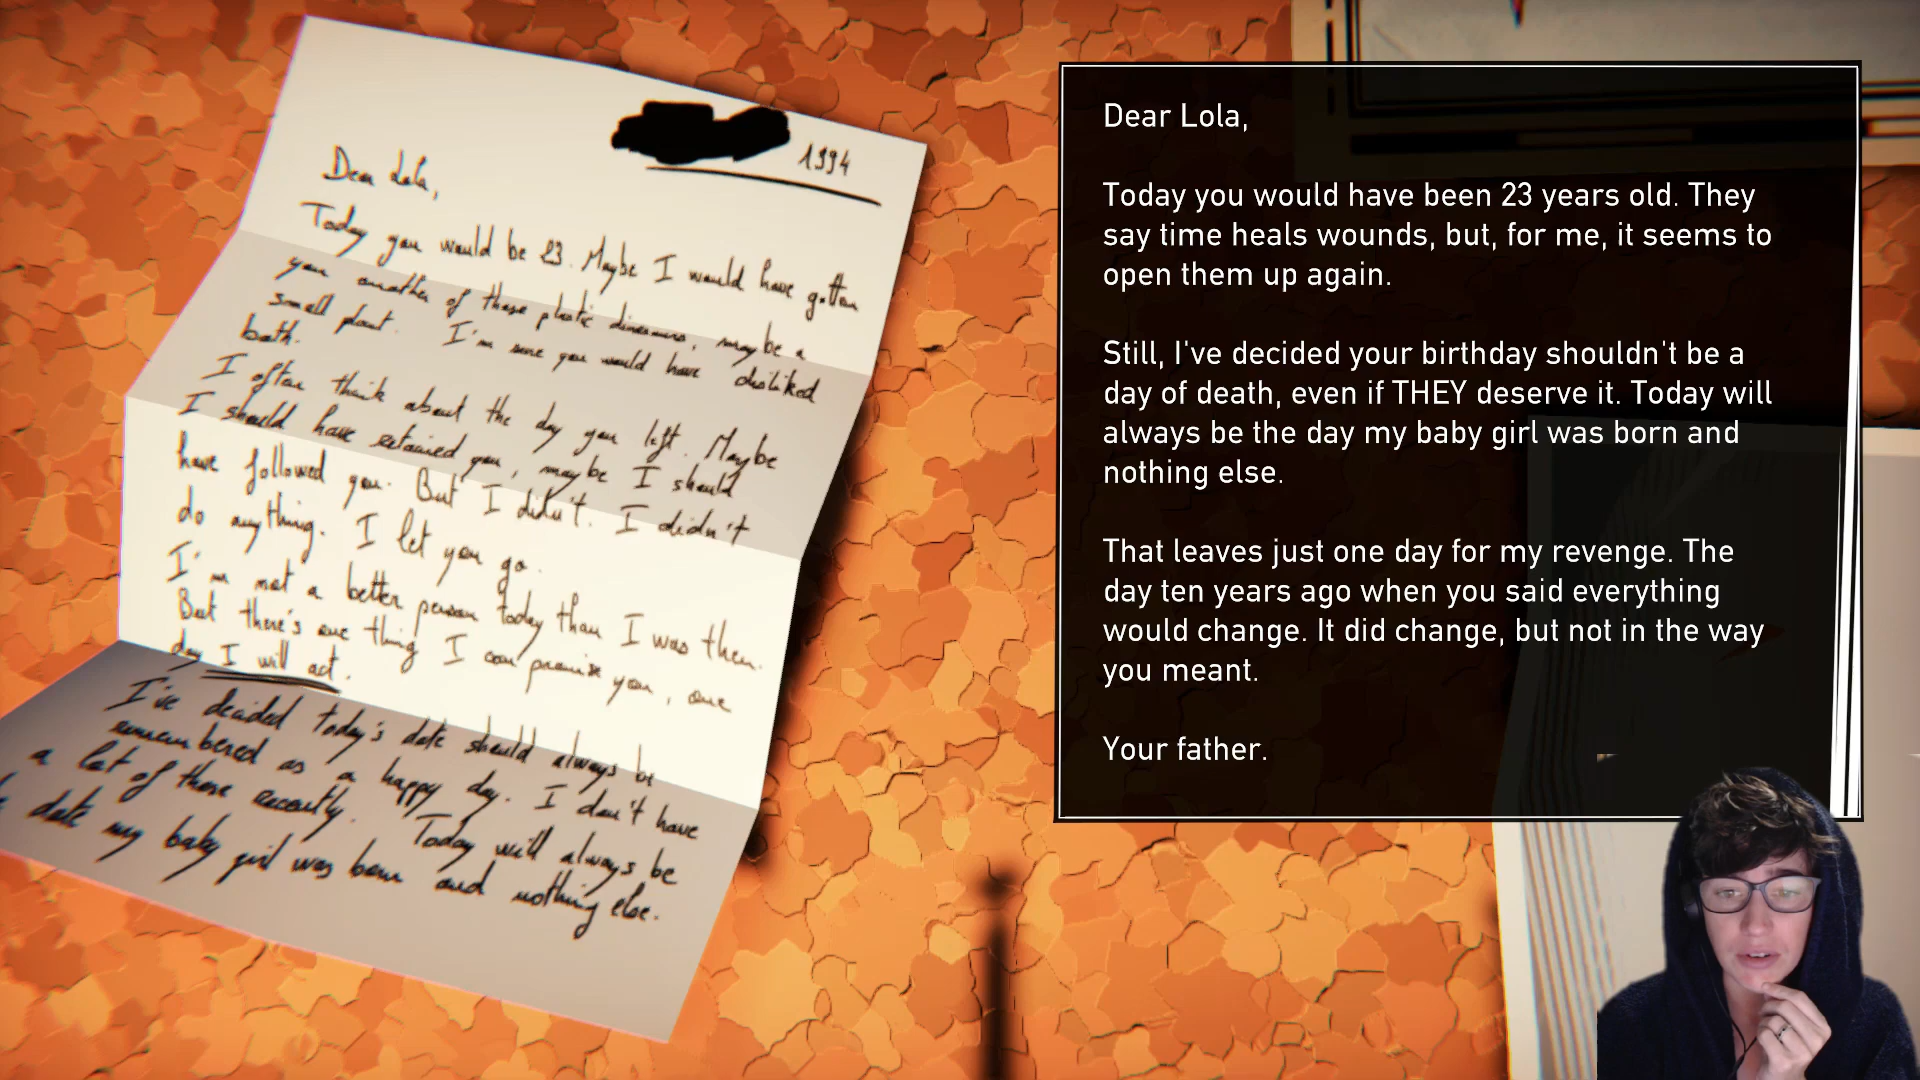 1994
Dear Lola,
Today you would be 23. Maybe I would have gotten
you another of those plastic dinosaurs, maybe a
small plant. I'm sure you would have disliked
both.
I often think about the day you left. Maybe
I should have retained you, maybe I should
have followed you. But I didn't. I didn't
do anything. I let you go.
I'm not a better person today than I was then.
But there's one thing I can promise you, one
day I will act.
I've decided today's date should always be
remembered as a happy day. I don't have
a lot of those recently. Today will always be
date my baby girl was born and nothing else.
Dear Lola,
Today you would have been 23 years old. They
say time heals wounds, but, for me, it seems to
open them up again.
Still, I've decided your birthday shouldn't be a
day of death, even if THEY deserve it. Today will
always be the day my baby girl was born and
nothing else.
That leaves just one day for my revenge. The
day ten years ago when you said everything
would change. It did change, but not in the way
you meant.
Your father.